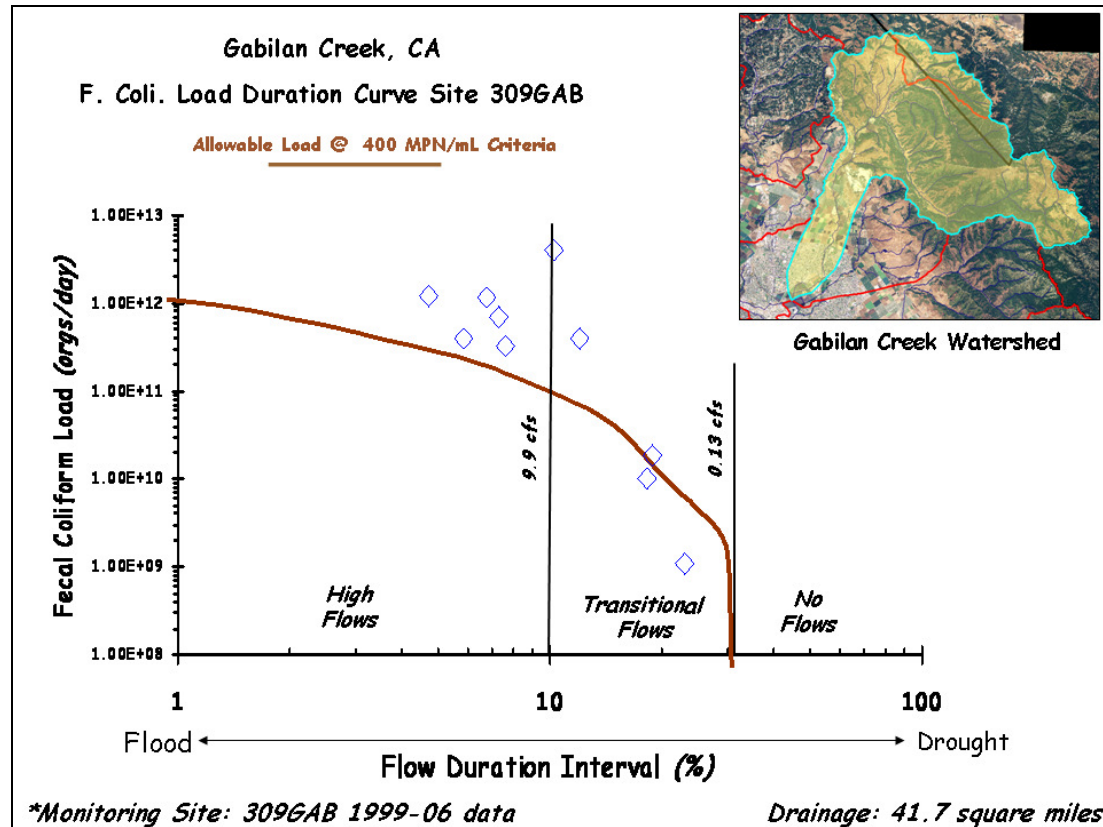 Gabilan Creek, CA
F. Coli. Load Duration Curve Site 309GAB
Allowable Load @ 400 MPN/mL Criteria
Gabilan Creek Watershed
Fecal Coliform Load (orgs/day)
1.00E+13
1.00E+12
1.00E+11
1.00E+10
1.00E+09
1.00E+08
9.9 cfs
0.13 cfs
High
Flows
Transitional
Flows
No
Flows
1
10
100
Flood
Drought
Flow Duration Interval (%)
*Monitoring Site: 309GAB 1999-06 data
Drainage: 41.7 square miles